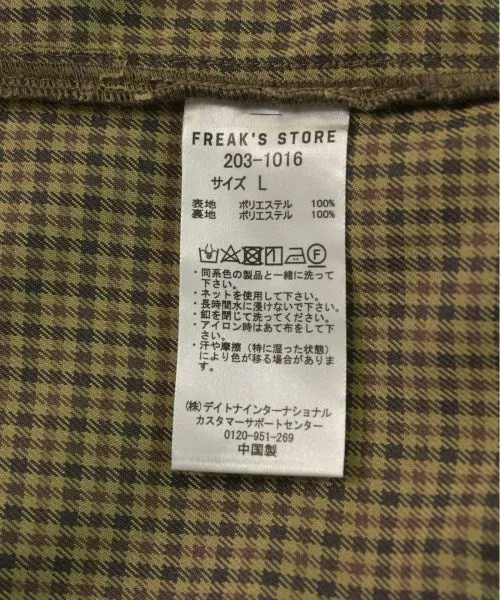 FREAK'S STORE
203-1016
サイズ L
表地 ポリエステル 100%
裏地 ポリエステル 100%
・同系色の製品と一緒に洗って
下さい。
・ネットを使用して下さい。
・長時間水に浸けないで下さい。
・釦を閉じて洗ってください。
・アイロン時はあて布をして下
さい。
・汗や摩擦（特に湿った状態）
により色が移る場合がありま
す。
(株)デイトナインターナショナル
カスタマーサポートセンター
0120-951-269
中国製